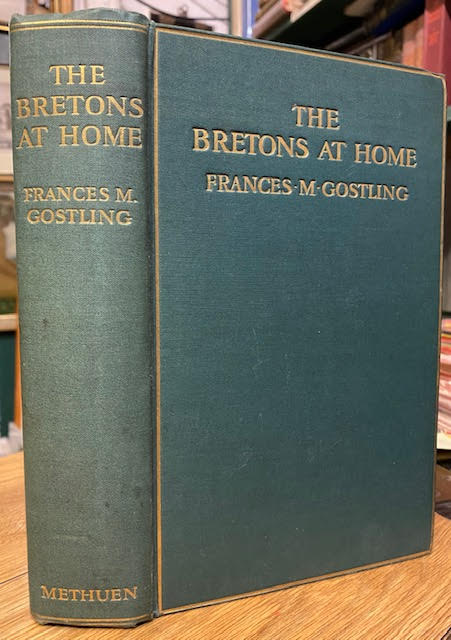 THE
BRETONS
AT HOME
FRANCES M.
GOSTLING
METHUEN
THE
BRETONS AT HOME
FRANCES·M·GOSTLING